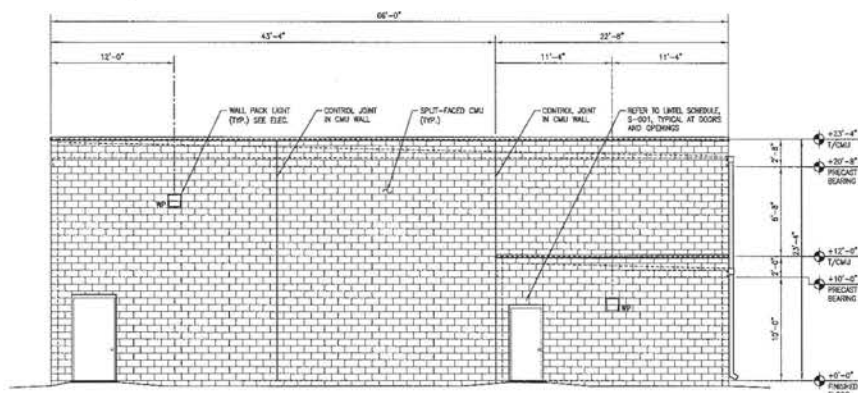 66'-0"
43'-4"
22'-8"
12'-0"
11'-4"
11'-4"
WALL PACK LIGHT
(TYP.) SEE ELEC.
CONTROL JOINT
IN CMU WALL
SPLIT-FACED CMU
(TYP.)
CONTROL JOINT
IN CMU WALL
REFER TO LINTEL SCHEDULE,
S-001, TYPICAL AT DOORS
AND OPENINGS
+23'-4"
T/CMU
2'-8"
+20'-8"
PRECAST
BEARING
WP
6'-8"
23'-4"
+12'-0"
T/CMU
2'-0"
+10'-0"
PRECAST
BEARING
WP
10'-0"
+0'-0"
FINISHED